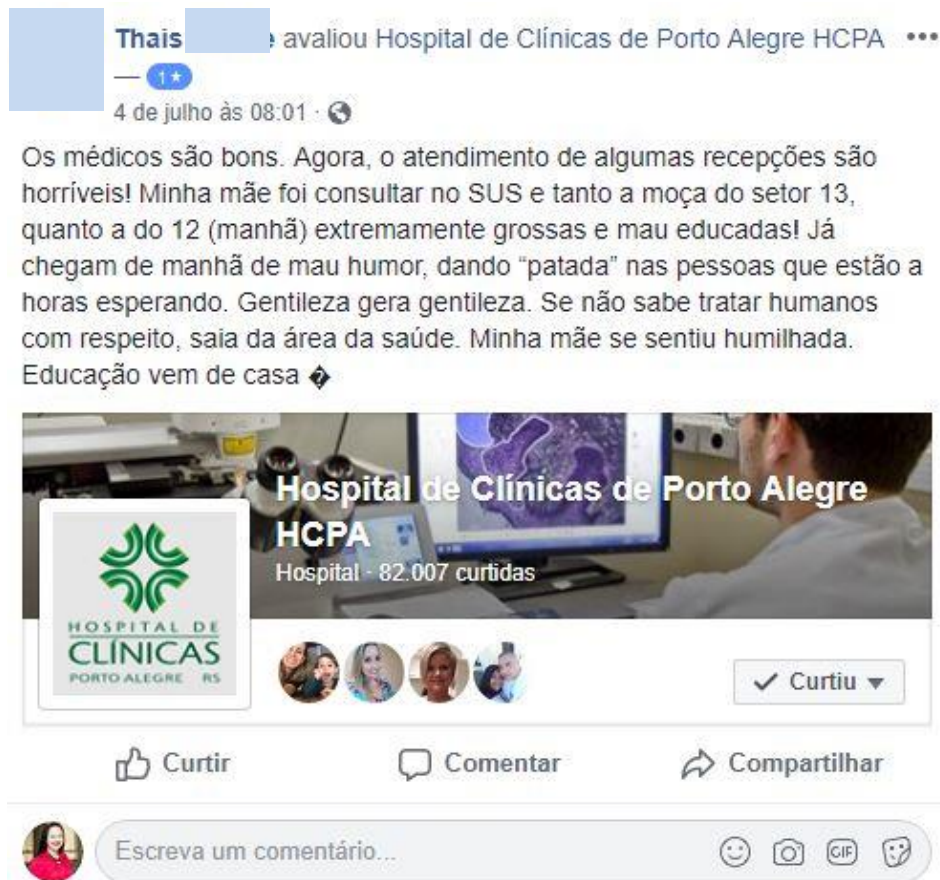 Thais avaliou Hospital de Clínicas de Porto Alegre HCPA
— 1★
4 de julho às 08:01 ·
Os médicos são bons. Agora, o atendimento de algumas recepções são
horríveis! Minha mãe foi consultar no SUS e tanto a moça do setor 13,
quanto a do 12 (manhã) extremamente grossas e mau educadas! Já
chegam de manhã de mau humor, dando “patada” nas pessoas que estão a
horas esperando. Gentileza gera gentileza. Se não sabe tratar humanos
com respeito, saia da área da saúde. Minha mãe se sentiu humilhada.
Educação vem de casa �
Hospital de Clínicas de Porto Alegre
HCPA
Hospital · 82.007 curtidas
HOSPITAL DE
CLÍNICAS
PORTO ALEGRE RS
Curtiu
Curtir Comentar Compartilhar
Escreva um comentário...
GIF